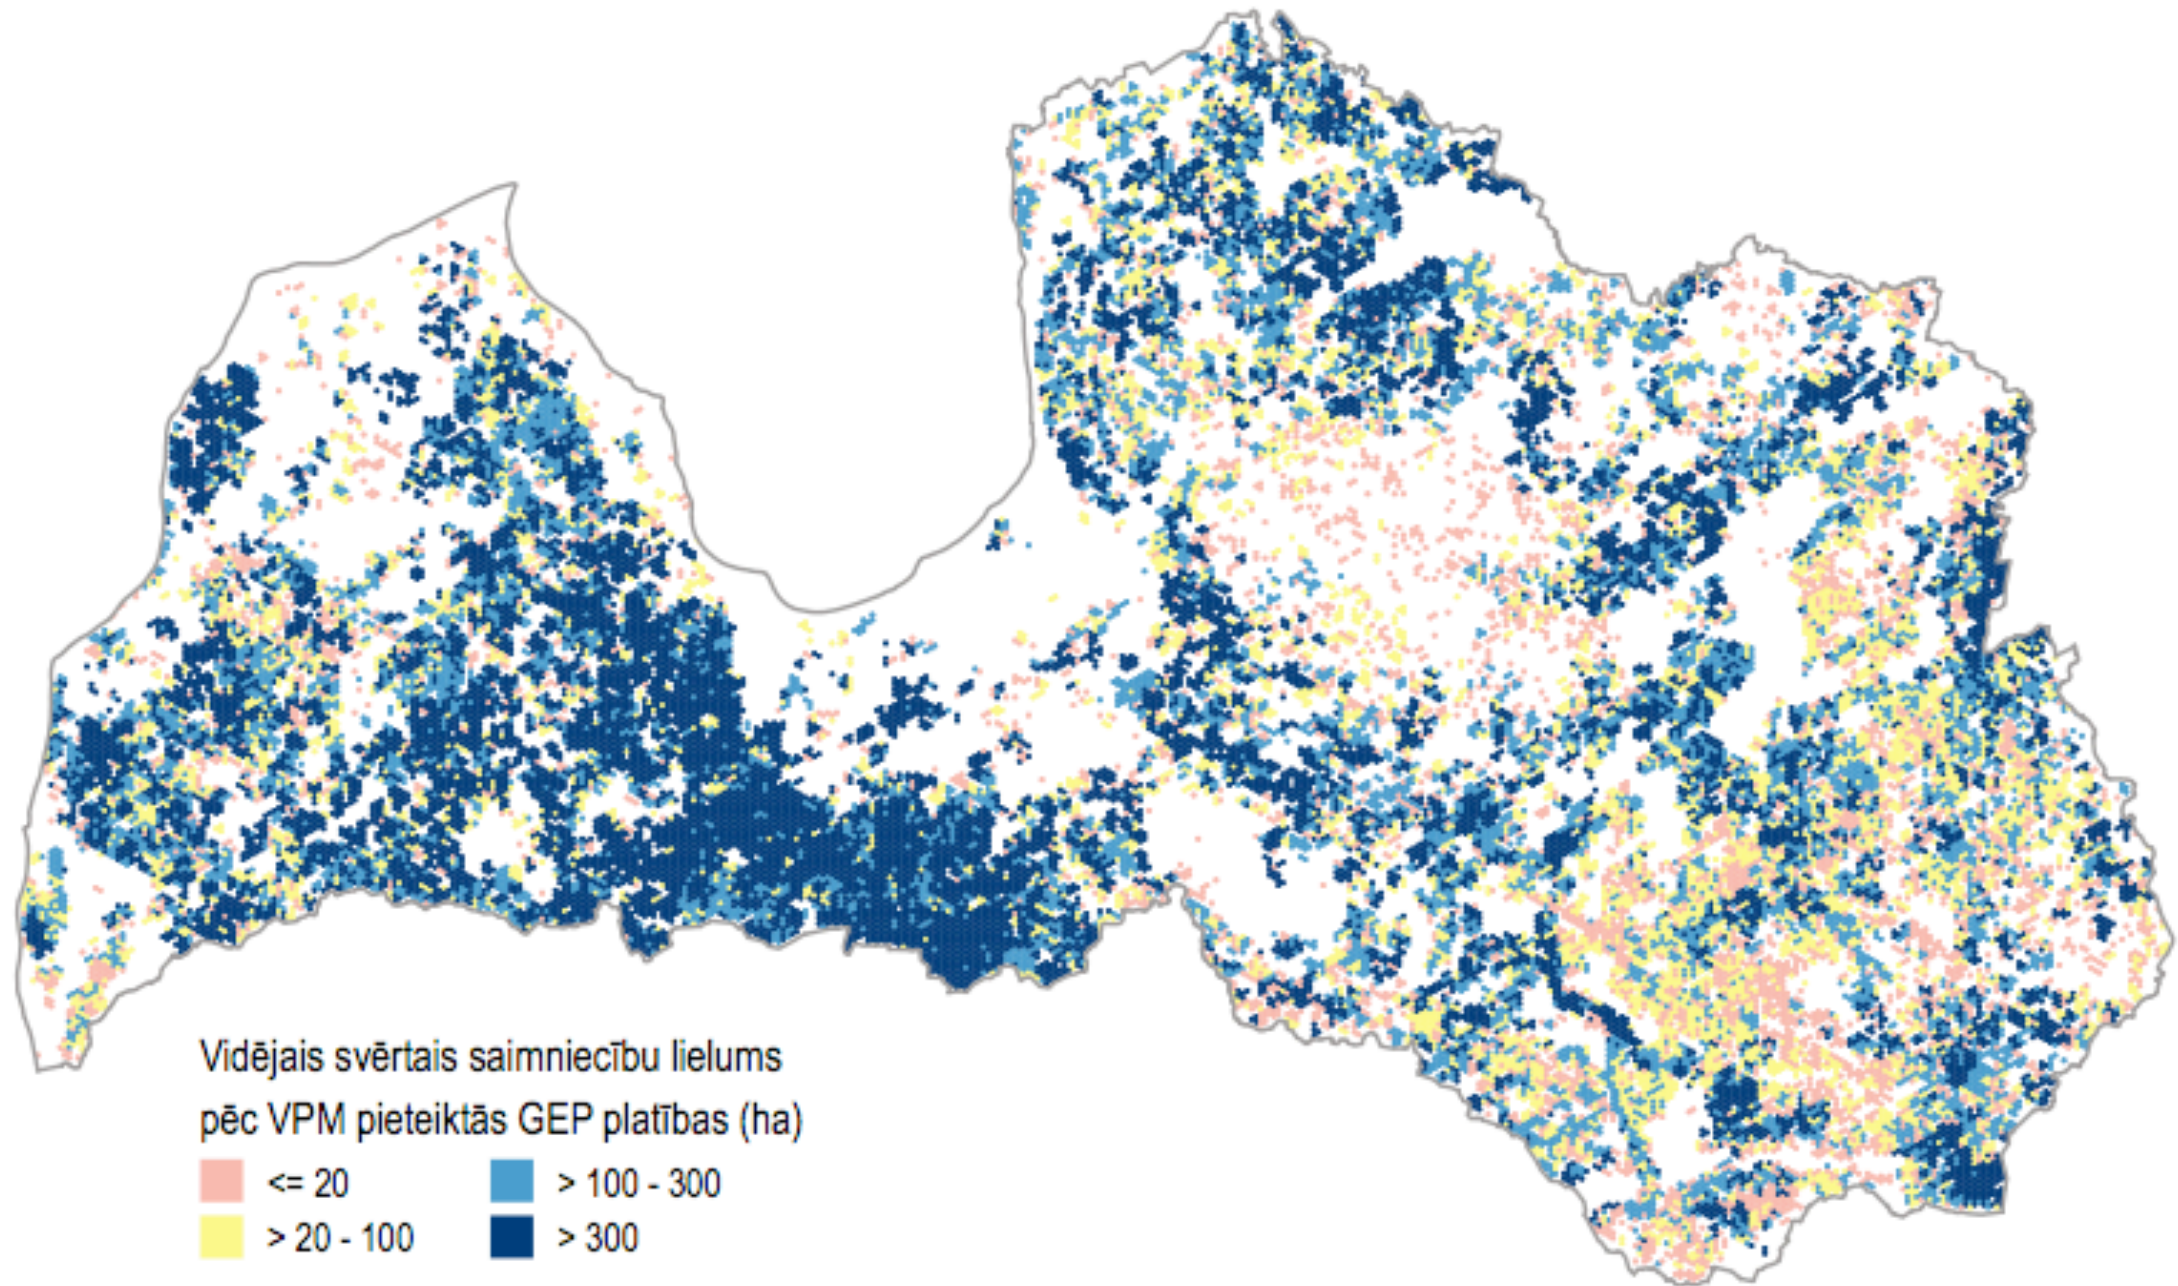 Vidējais svērtais saimniecību lielums
pēc VPM pieteiktās GEP platības (ha)
<= 20
> 100 - 300
> 20 - 100
> 300